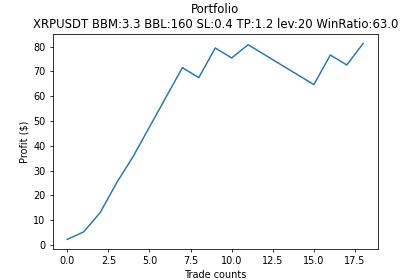 Portfolio
XRPUSDT BBM:3.3 BBL:160 SL:0.4 TP:1.2 lev:20 WinRatio:63.0
80
70
60
50
40
30
20
10
0
Profit ($)
0.0 2.5 5.0 7.5 10.0 12.5 15.0 17.5
Trade counts